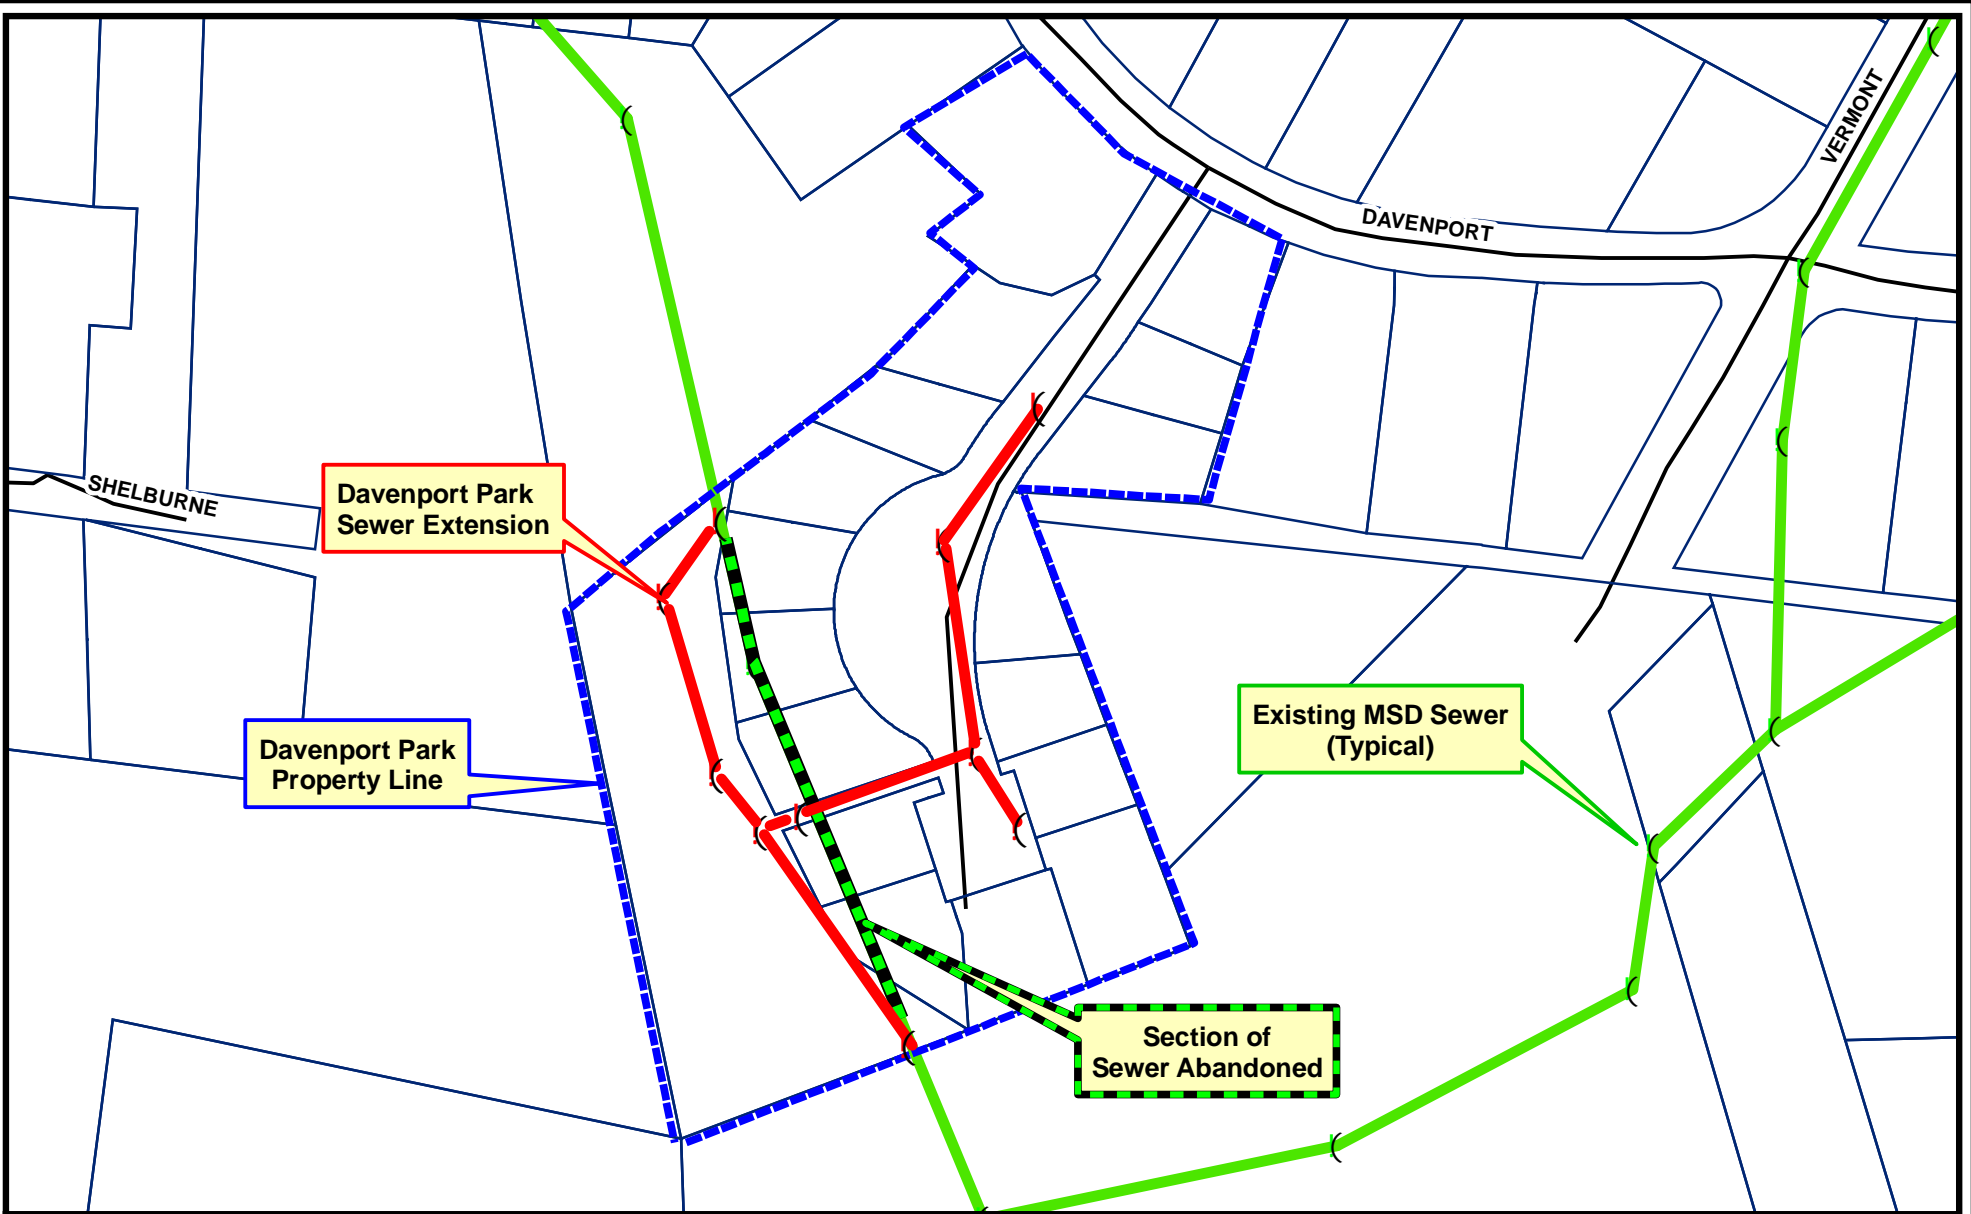 VERMONT
DAVENPORT
SHELBURNE
Davenport Park
Sewer Extension
Davenport Park
Property Line
Existing MSD Sewer
(Typical)
Section of
Sewer Abandoned